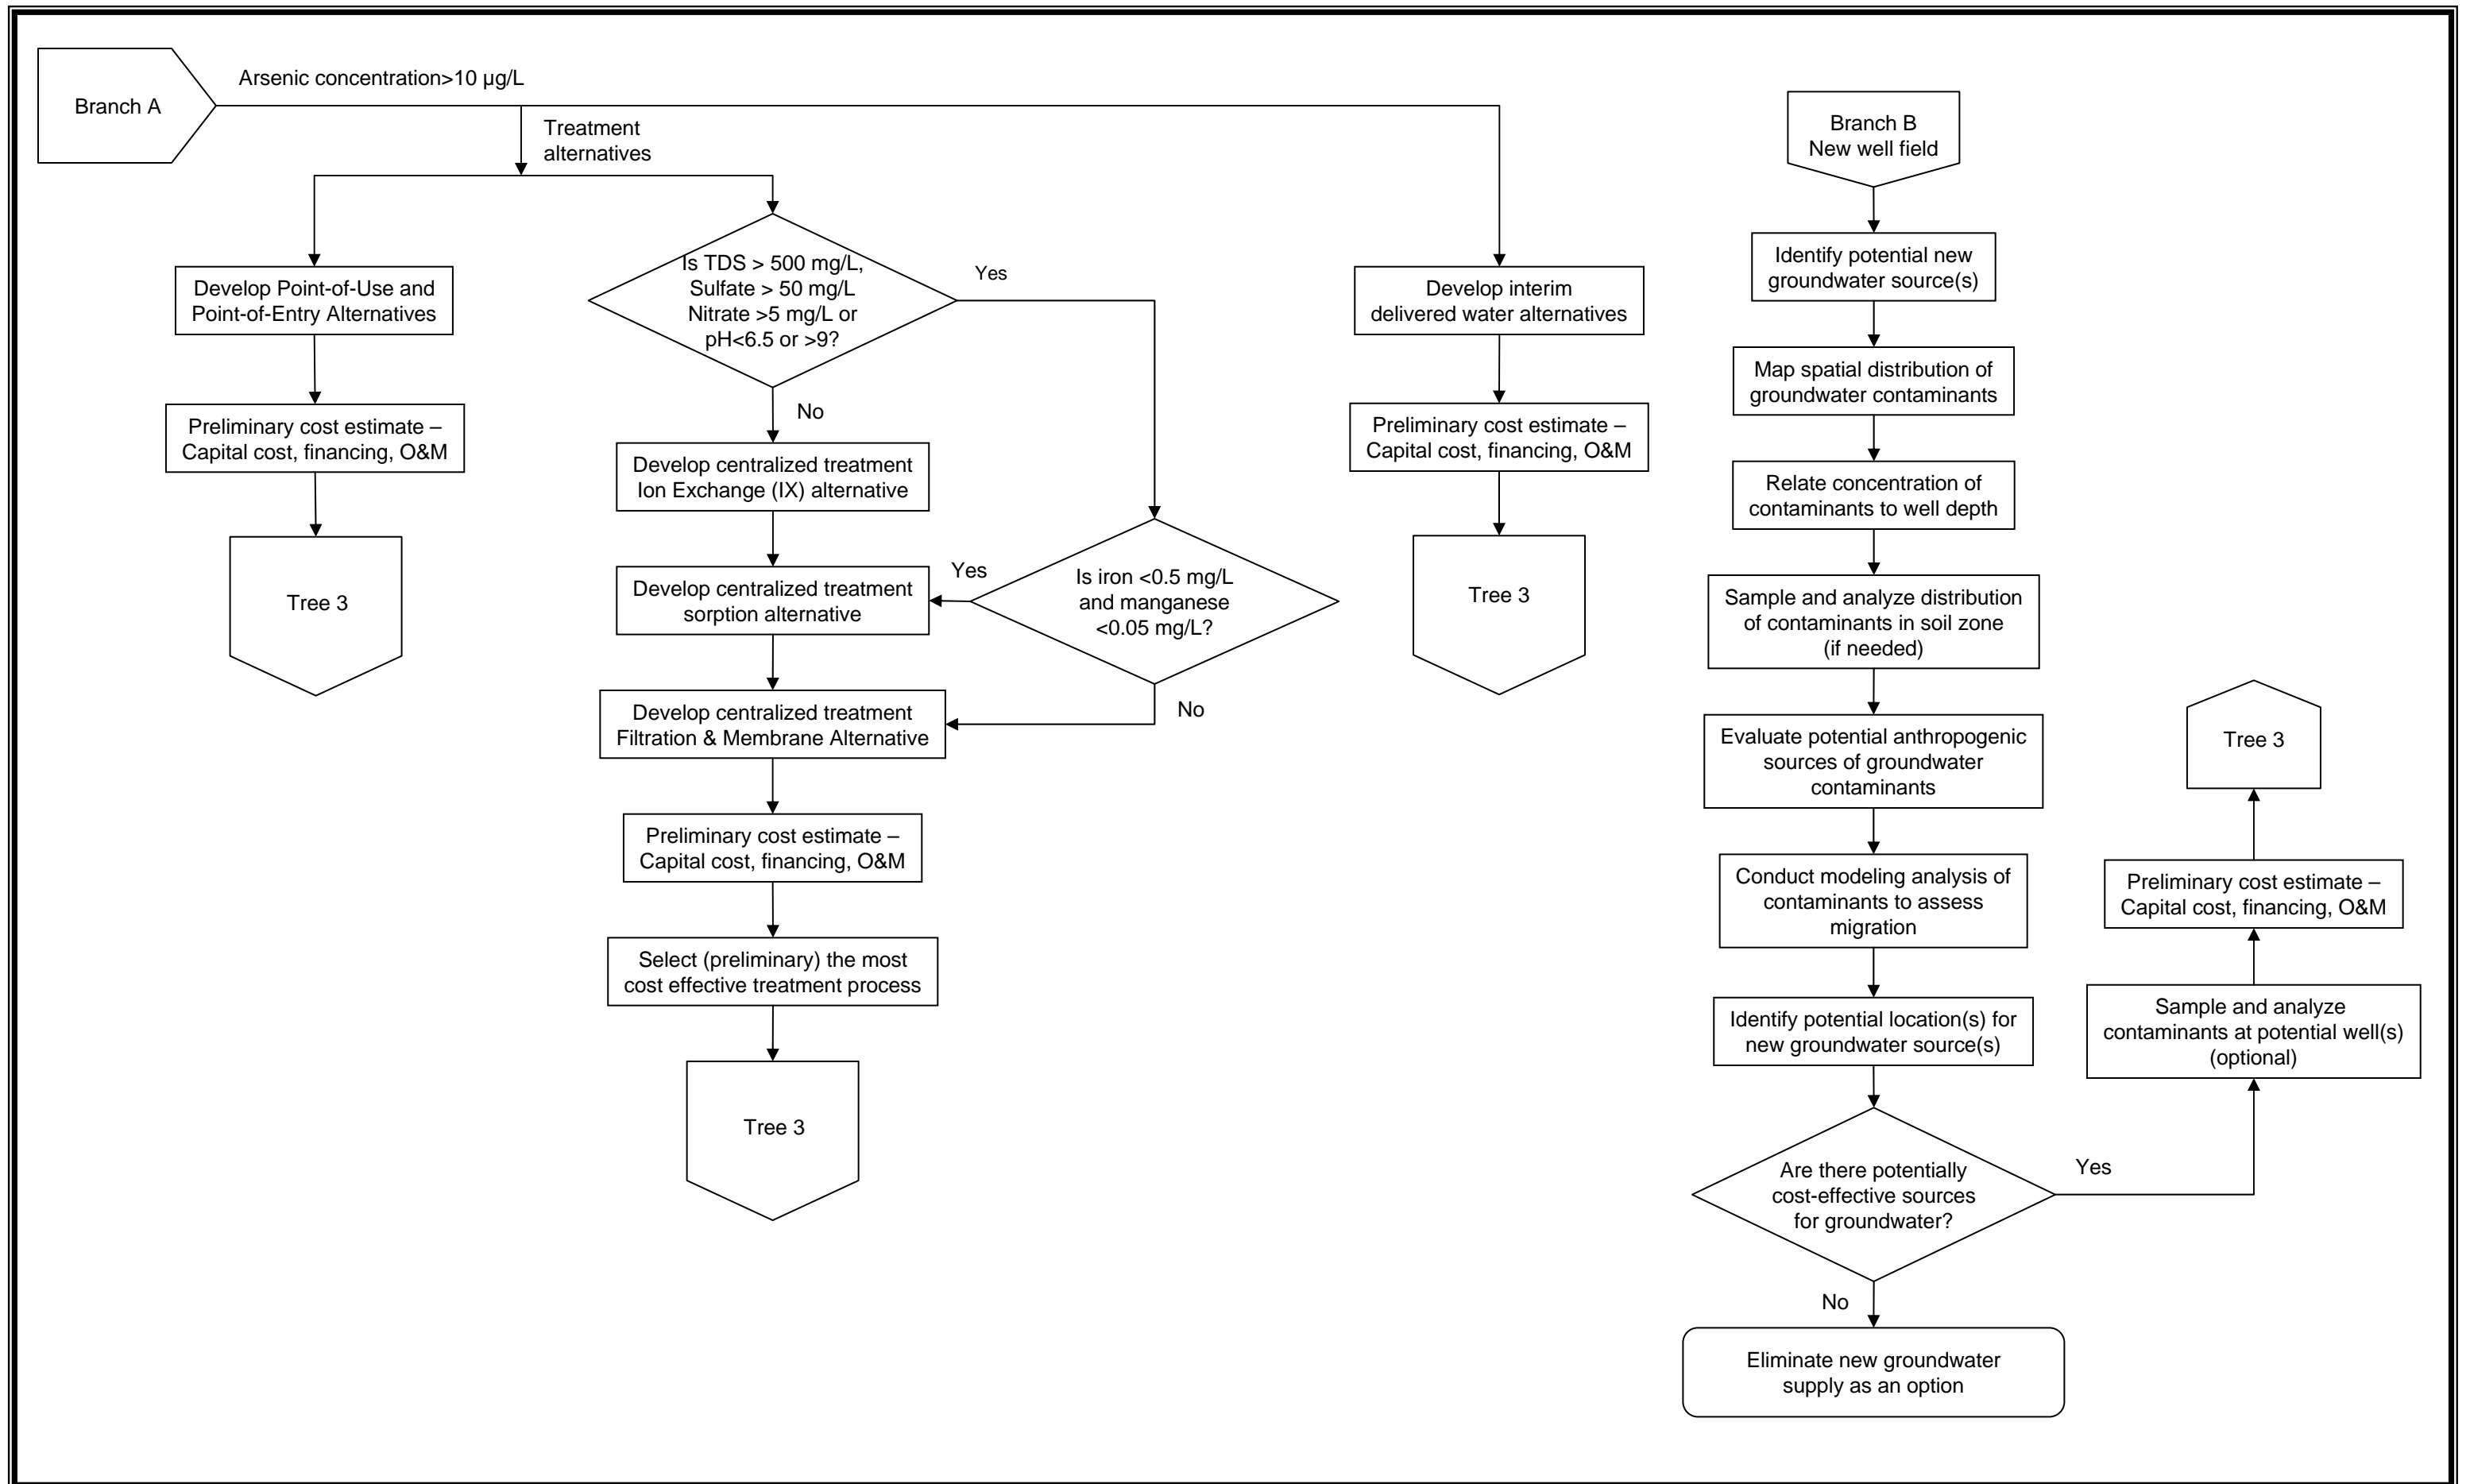 Branch A
Arsenic concentration>10 µg/L
Treatment
alternatives
Develop Point-of-Use and
Point-of-Entry Alternatives
Preliminary cost estimate –
Capital cost, financing, O&M
Tree 3
Is TDS > 500 mg/L,
Sulfate > 50 mg/L
Nitrate >5 mg/L or
pH<6.5 or >9?
Yes
No
Develop centralized treatment
Ion Exchange (IX) alternative
Develop centralized treatment
sorption alternative
Yes
Is iron <0.5 mg/L
and manganese
<0.05 mg/L?
No
Develop centralized treatment
Filtration & Membrane Alternative
Preliminary cost estimate –
Capital cost, financing, O&M
Select (preliminary) the most
cost effective treatment process
Tree 3
Develop interim
delivered water alternatives
Preliminary cost estimate –
Capital cost, financing, O&M
Tree 3
Branch B
New well field
Identify potential new
groundwater source(s)
Map spatial distribution of
groundwater contaminants
Relate concentration of
contaminants to well depth
Sample and analyze distribution
of contaminants in soil zone
(if needed)
Evaluate potential anthropogenic
sources of groundwater
contaminants
Conduct modeling analysis of
contaminants to assess
migration
Identify potential location(s) for
new groundwater source(s)
Are there potentially
cost-effective sources
for groundwater?
Yes
No
Eliminate new groundwater
supply as an option
Sample and analyze
contaminants at potential well(s)
(optional)
Preliminary cost estimate –
Capital cost, financing, O&M
Tree 3